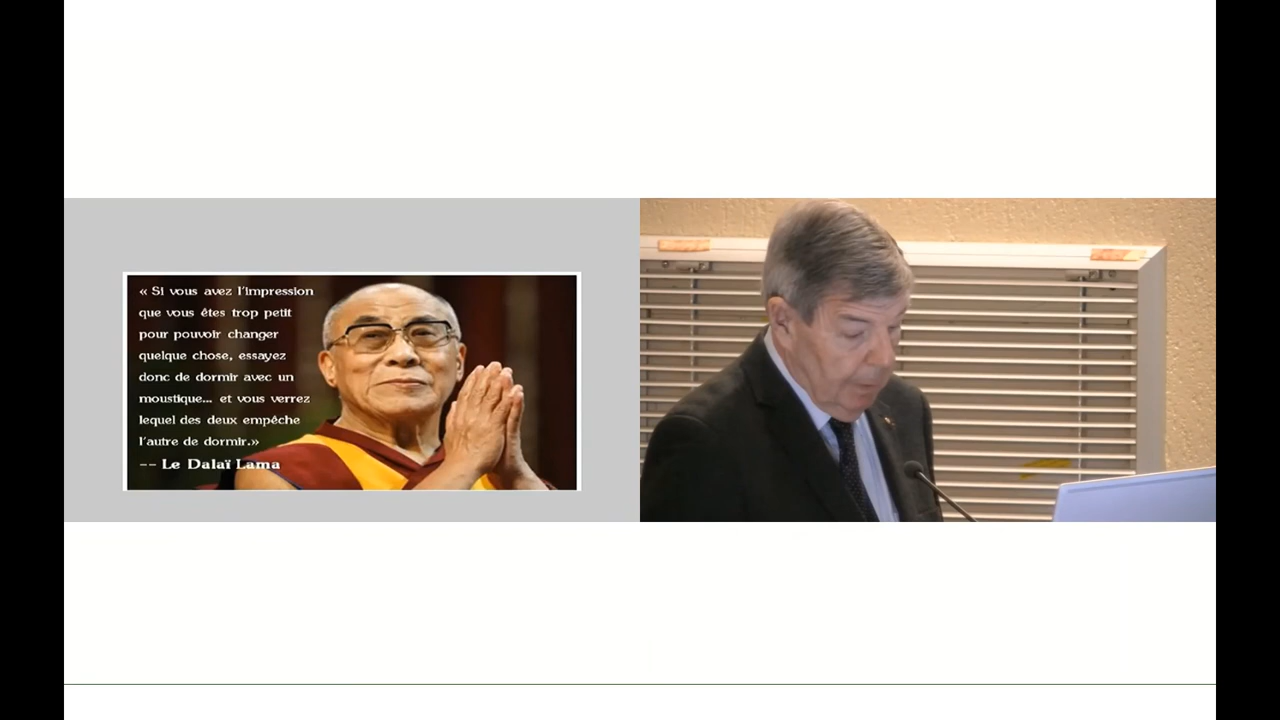 « Si vous avez l'impression
que vous êtes trop petit
pour pouvoir changer
quelque chose, essayez
donc de dormir avec un
moustique... et vous verrez
lequel des deux empêche
l'autre de dormir.»
-- Le Dalaï Lama